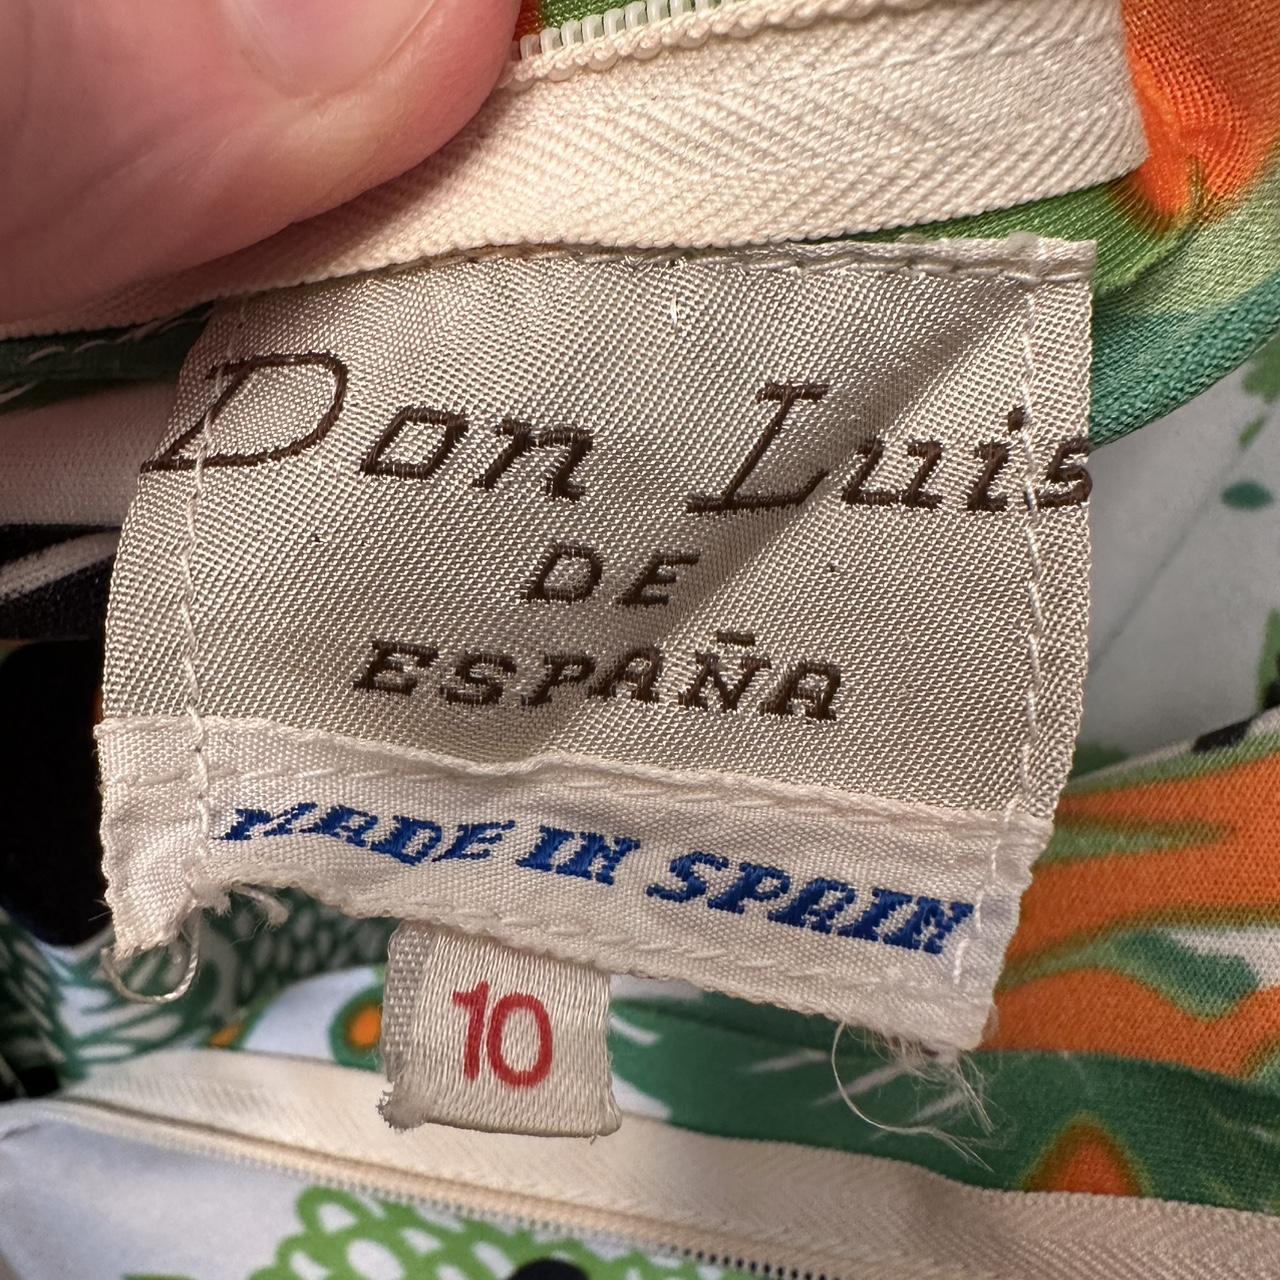 Don Luis
DE
ESPAÑA
MADE IN SPAIN
10